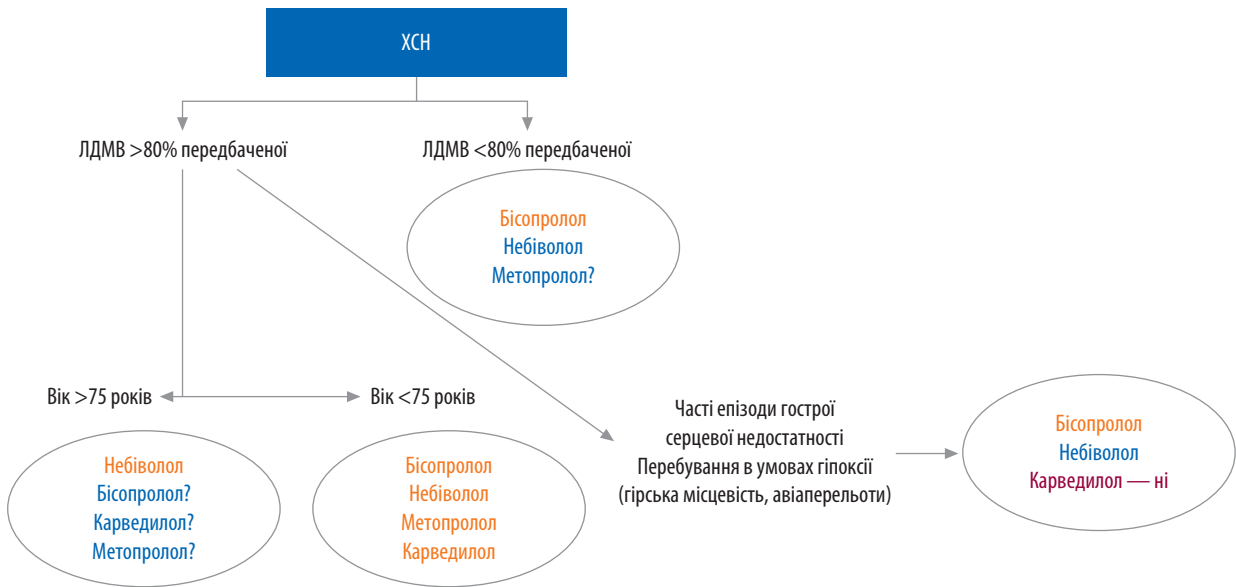 ХСН
ЛДМВ >80% передбаченої
ЛДМВ <80% передбаченої
Бісопролол
Небіволол
Метопролол?
Вік >75 років
Вік <75 років
Небіволол
Бісопролол?
Карведилол?
Метопролол?
Бісопролол
Небіволол
Метопролол
Карведилол
Часті епізоди гострої
серцевої недостатності
Перебування в умовах гіпоксії
(гірська місцевість, авіаперельоти)
Бісопролол
Небіволол
Карведилол — ні